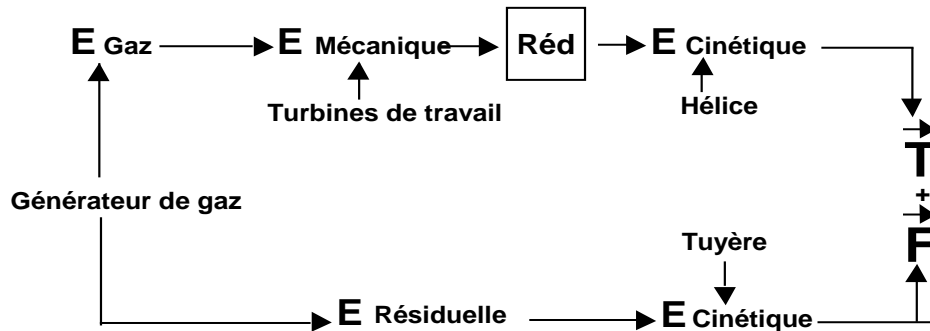 E Gaz E Mécanique Réd E Cinétique
Turbines de travail Hélice
T
Générateur de gaz +
F
Tuyère
E Résiduelle E Cinétique